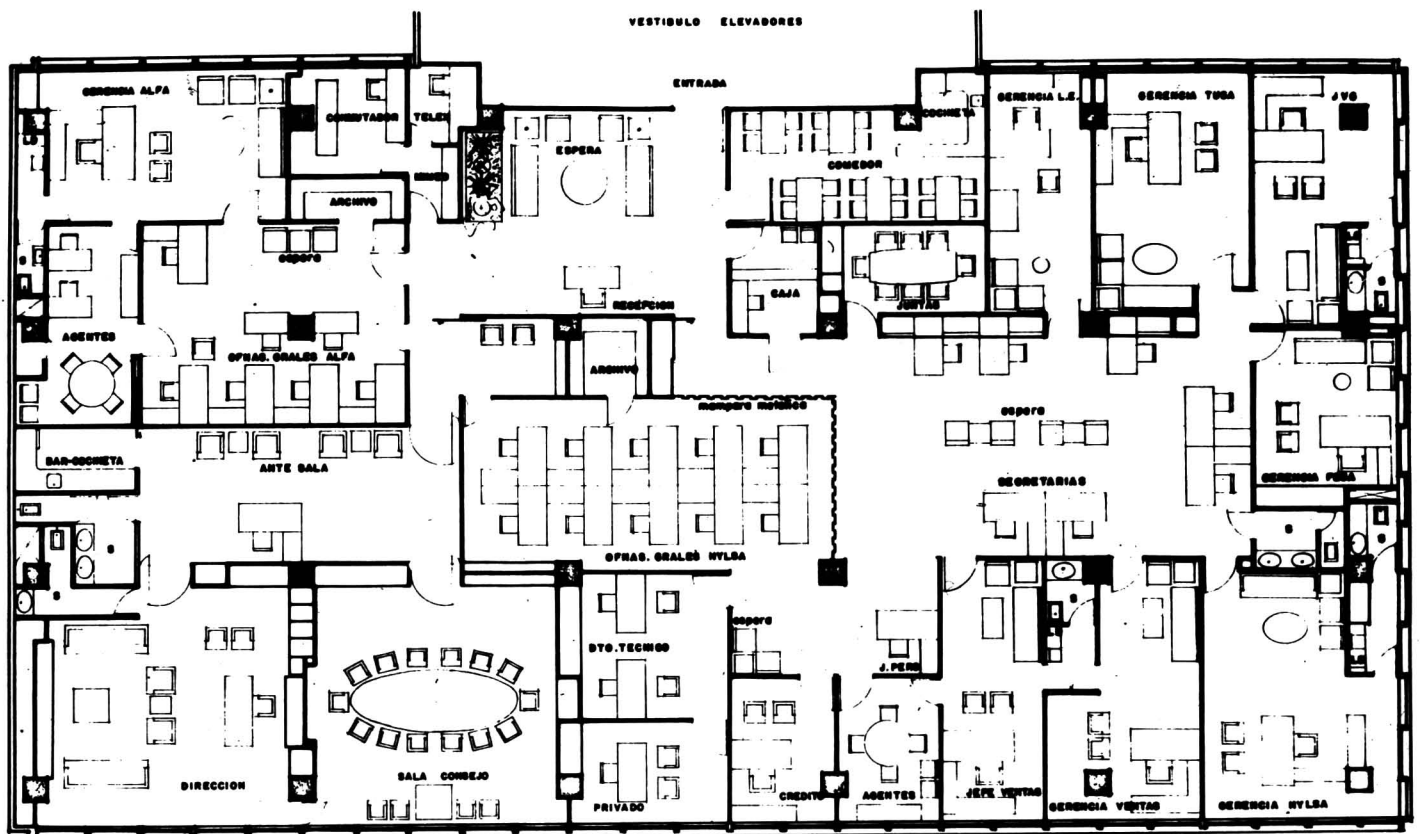 VESTIBULO ELEVADORES
ENTRADA
GERENCIA ALFA
CONMUTADOR
TELEX
ESPERA
COCINETA
GERENCIA L.E.
GERENCIA TUSA
J V G
COMEDOR
ARCHIVO
espera
S
RECEPCION
CAJA
JUNTAS
S
AGENTES
OFNAS. GRALES ALFA
ARCHIVO
mampara metalica
espera
BAR-COCINETA
ANTE SALA
SECRETARIAS
GERENCIA
S
S
OFNAS. GRALES HYLSA
S
S
S
espera
DTO. TECNICO
J. PERS
DIRECCION
SALA CONSEJO
PRIVADO
CREDITO
AGENTES
JEFE VENTAS
GERENCIA VENTAS
GERENCIA HYLSA